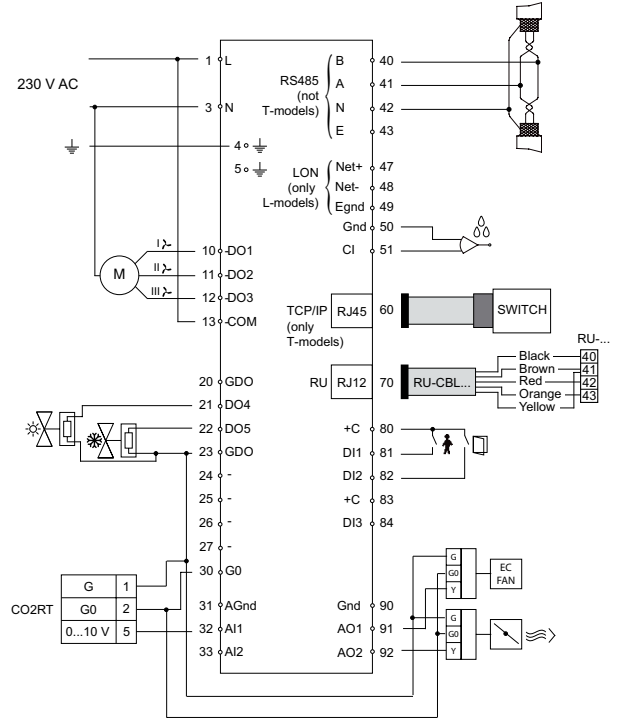 230 V AC
1 L
3 N
4
5
M
I
II
III
10 -DO1
11 -DO2
12 -DO3
13 -COM
20 GDO
21 DO4
22 DO5
23 GDO
24 -
25 -
26 -
27 -
30 G0
31 AGnd
32 AI1
33 AI2
CO2RT
G 1
G0 2
0...10 V 5
RS485
(not
T-models)
B 40
A 41
N 42
E 43
LON
(only
L-models)
Net+ 47
Net- 48
Egnd 49
Gnd 50
CI 51
TCP/IP
(only
T-models)
RJ45 60
SWITCH
RU RJ12 70
RU-CBL...
RU-...
Black 40
Brown 41
Red 42
Orange 43
Yellow
+C 80
DI1 81
DI2 82
+C 83
DI3 84
Gnd 90
AO1 91
AO2 92
G
G0
Y
EC
FAN
G
G0
Y